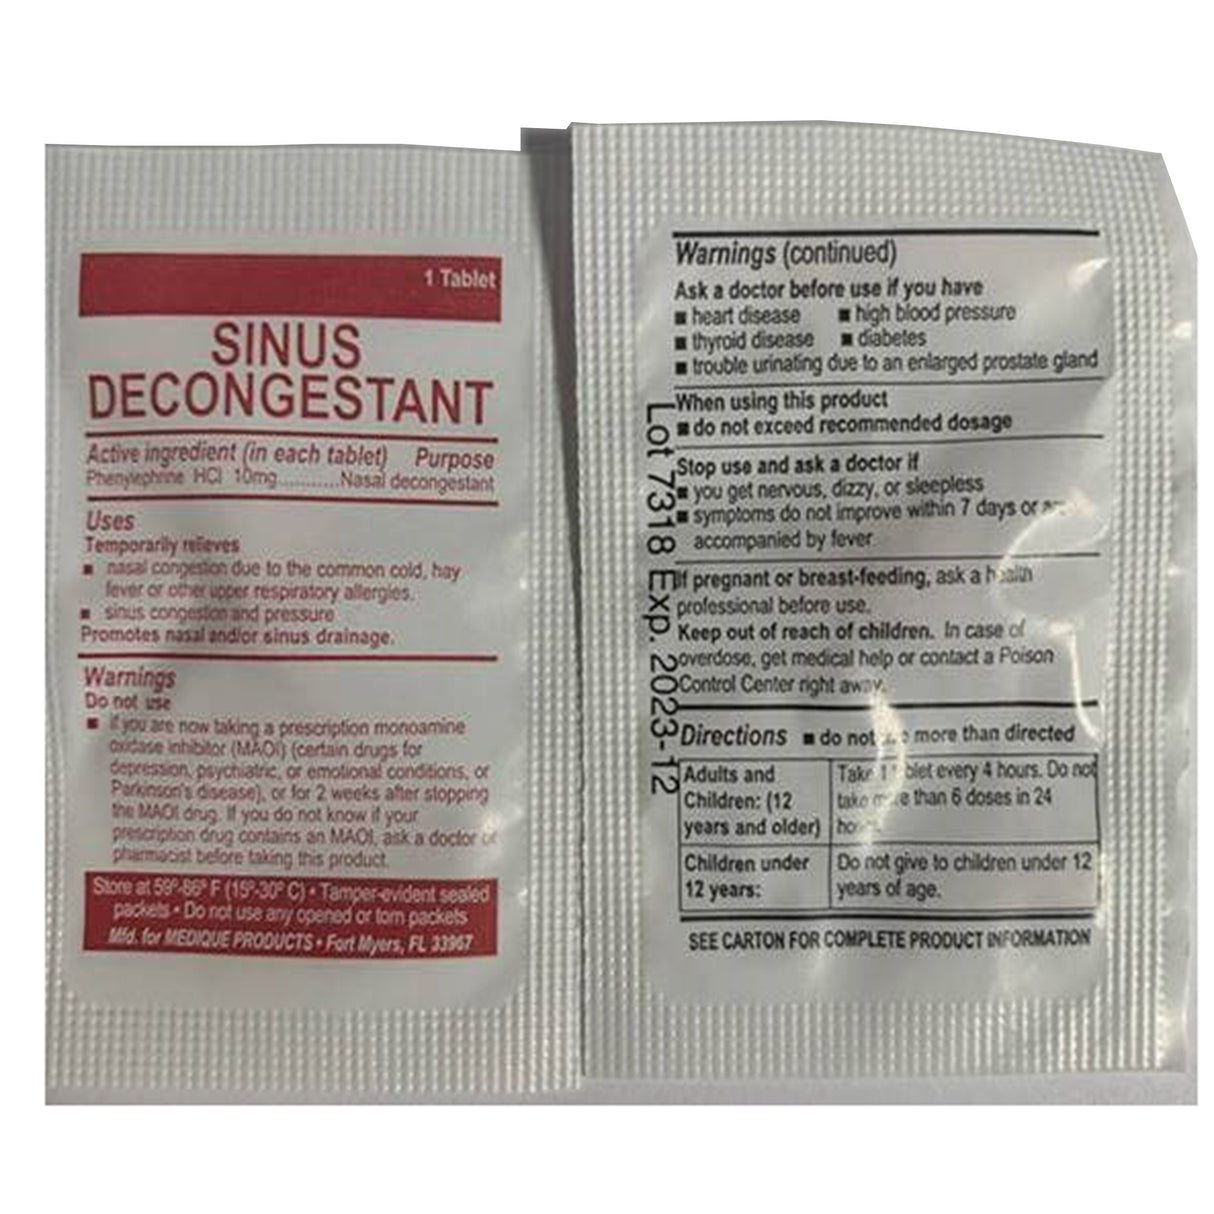 1 Tablet
SINUS
DECONGESTANT
Active ingredient (in each tablet) Purpose
Phenylephrine HCl 10mg...........Nasal decongestant
Uses
Temporarily relieves
■ nasal congestion due to the common cold, hay
fever or other upper respiratory allergies.
■ sinus congestion and pressure
Promotes nasal and/or sinus drainage.
Warnings
Do not use
■ if you are now taking a prescription monoamine
oxidase inhibitor (MAOI) (certain drugs for
depression, psychiatric, or emotional conditions, or
Parkinson's disease), or for 2 weeks after stopping
the MAOI drug. If you do not know if your
prescription drug contains an MAOI, ask a doctor or
pharmacist before taking this product.
Store at 59°-86° F (15°-30° C) • Tamper-evident sealed
packets • Do not use any opened or torn packets
Mfd. for MEDIQUE PRODUCTS • Fort Myers, FL 33967
Warnings (continued)
Ask a doctor before use if you have
■ heart disease ■ high blood pressure
■ thyroid disease ■ diabetes
■ trouble urinating due to an enlarged prostate gland
When using this product
■ do not exceed recommended dosage
Stop use and ask a doctor if
■ you get nervous, dizzy, or sleepless
■ symptoms do not improve within 7 days or
accompanied by fever
If pregnant or breast-feeding, ask a health
professional before use.
Keep out of reach of children. In case of
overdose, get medical help or contact a Poison
Control Center right away.
Directions ■ do not more than directed
Adults and
Children: (12
years and older)
Take 1 tablet every 4 hours. Do not
take more than 6 doses in 24
hours.
Children under
12 years:
Do not give to children under 12
years of age.
SEE CARTON FOR COMPLETE PRODUCT INFORMATION
Lot 7318 Exp. 2023-12